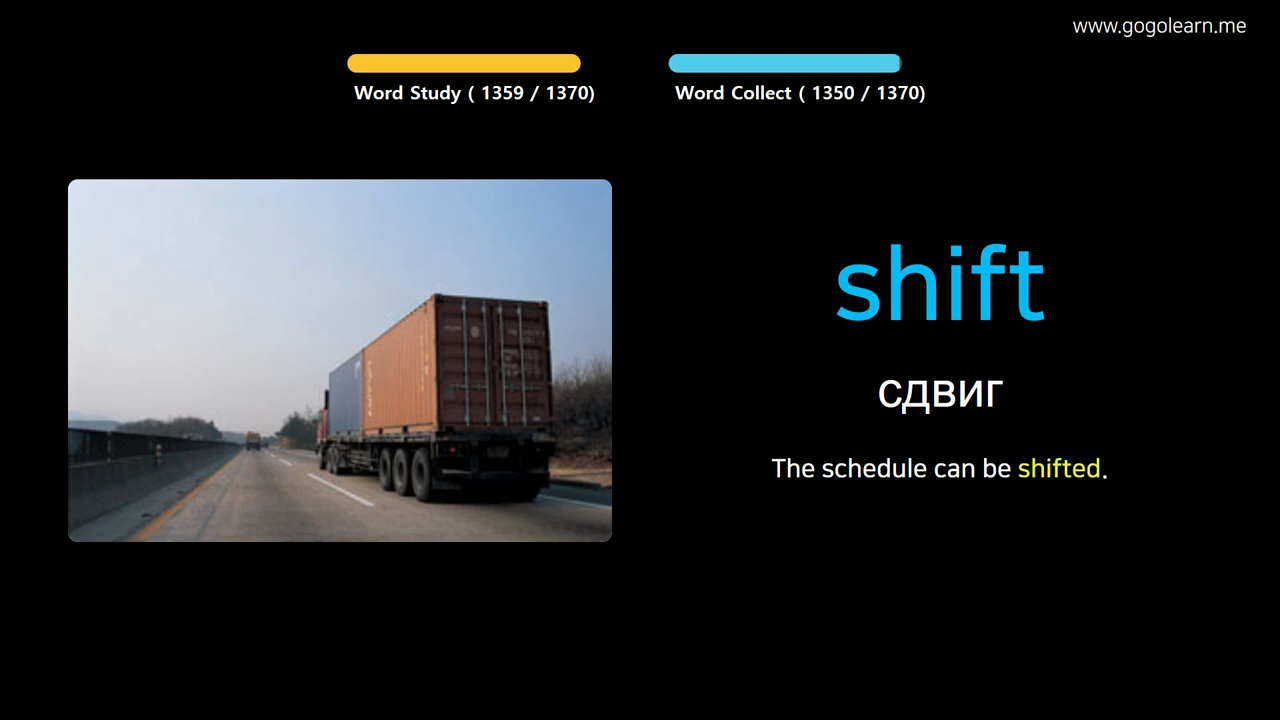 www.gogolearn.me
Word Study ( 1359 / 1370)
Word Collect ( 1350 / 1370)
shift
сдвиг
The schedule can be shifted.